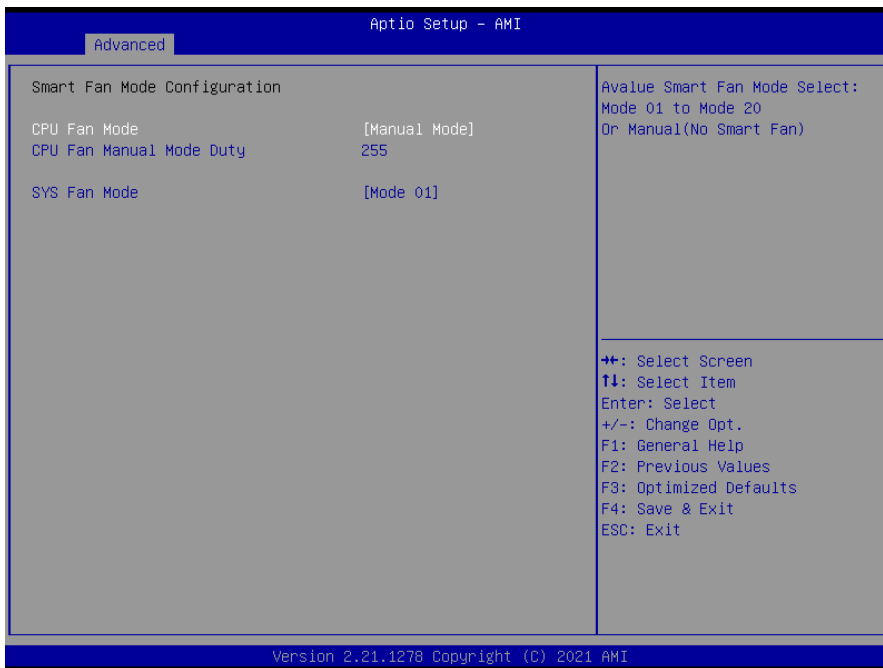 Aptio Setup – AMI
Advanced
Smart Fan Mode Configuration
CPU Fan Mode [Manual Mode]
CPU Fan Manual Mode Duty 255
SYS Fan Mode [Mode 01]
Avalue Smart Fan Mode Select:
Mode 01 to Mode 20
Or Manual(No Smart Fan)
→←: Select Screen
↑↓: Select Item
Enter: Select
+/-: Change Opt.
F1: General Help
F2: Previous Values
F3: Optimized Defaults
F4: Save & Exit
ESC: Exit
Version 2.21.1278 Copyright (C) 2021 AMI